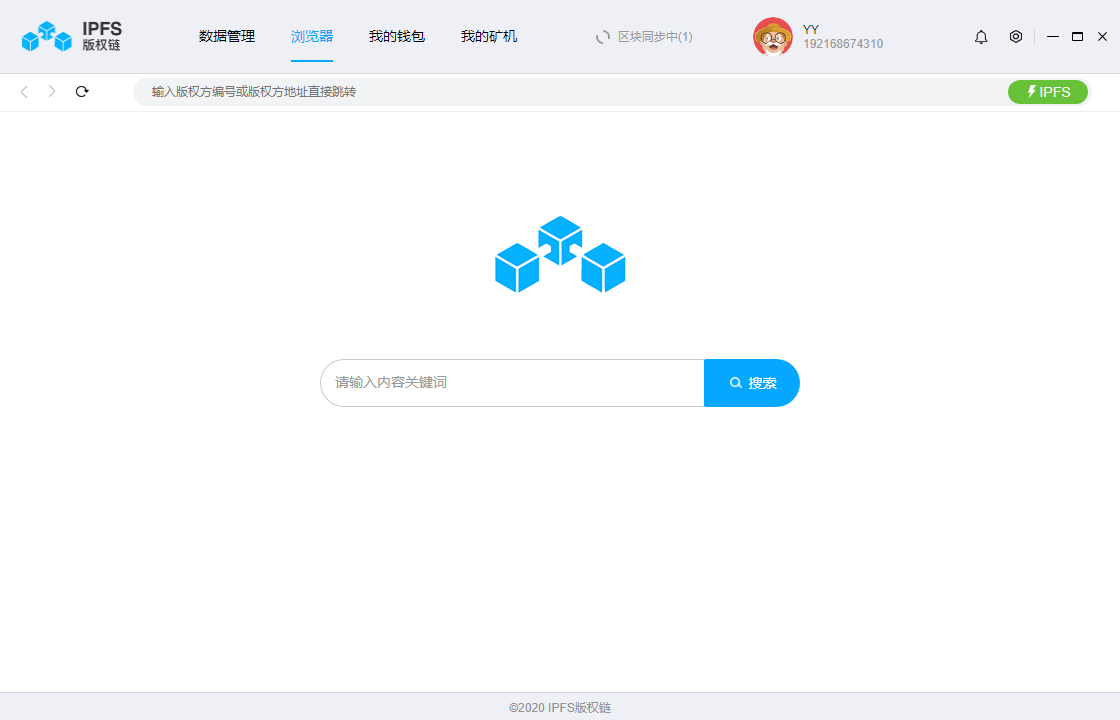 IPFS
版权链
数据管理
浏览器
我的钱包
我的矿机
区块同步中(1)
YY
192168674310
输入版权方编号或版权方地址直接跳转
IPFS
请输入内容关键词
搜索
©2020 IPFS版权链